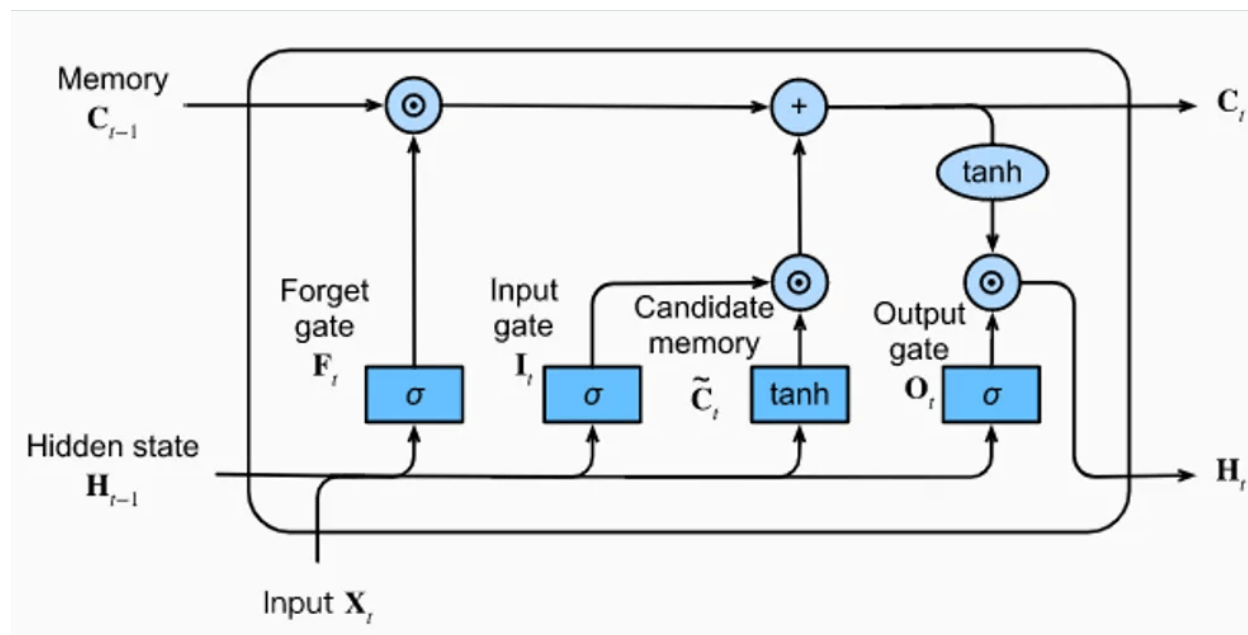 Memory
C_{t-1}
+
C_t
tanh
Forget
gate
F_t
Input
gate
I_t
Candidate
memory
C̃_t
Output
gate
O_t
σ
σ
tanh
σ
Hidden state
H_{t-1}
H_t
Input X_t